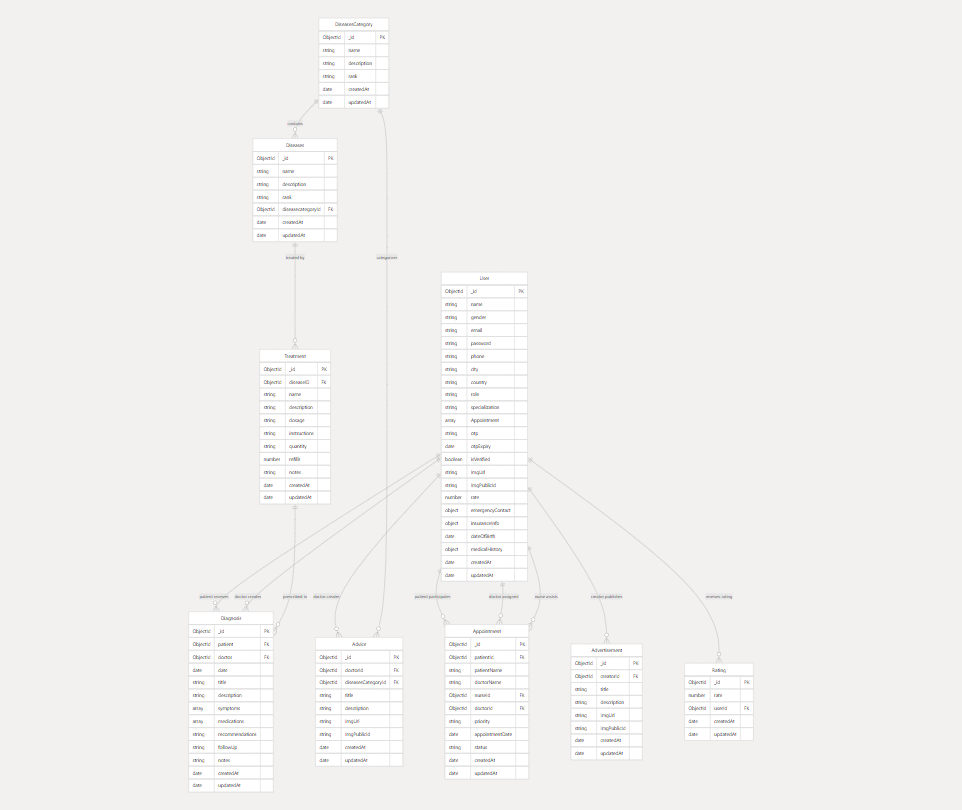 DiseasesCategory
ObjectId _id PK
string name
string description
string rank
date createdAt
date updatedAt
contains
Diseases
ObjectId _id PK
string name
string description
string rank
ObjectId diseasecategoryId FK
date createdAt
date updatedAt
treated by
categorizes
User
ObjectId _id PK
string name
string gender
string email
string password
string phone
string city
string country
string role
string specialization
array Appointment
string otp
date otpExpiry
boolean isVerified
string imgUrl
string imgPublicId
number rate
object emergencyContact
object insuranceInfo
date dateOfBirth
object medicalHistory
date createdAt
date updatedAt
Treatment
ObjectId _id PK
ObjectId diseaseID FK
string name
string description
string dosage
string instructions
string quantity
number refills
string notes
date createdAt
date updatedAt
patient receives
doctor creates
prescribed in
doctor creates
patient participates
doctor assigned
nurse assists
creator publishes
receives rating
Diagnosis
ObjectId _id PK
ObjectId patient FK
ObjectId doctor FK
date date
string title
string description
array symptoms
array medications
string recommendations
string followUp
string notes
date createdAt
date updatedAt
Advice
ObjectId _id PK
ObjectId doctorId FK
ObjectId diseasesCategoryId FK
string title
string description
string imgUrl
string imgPublicId
date createdAt
date updatedAt
Appointment
ObjectId _id PK
ObjectId patientId FK
string patientName
string doctorName
ObjectId nurseId FK
ObjectId doctorId FK
string priority
date appointmentDate
string status
date createdAt
date updatedAt
Advertisement
ObjectId _id PK
ObjectId creatorId FK
string title
string description
string imgUrl
string imgPublicId
date createdAt
date updatedAt
Rating
ObjectId _id PK
number rate
ObjectId userId FK
date createdAt
date updatedAt